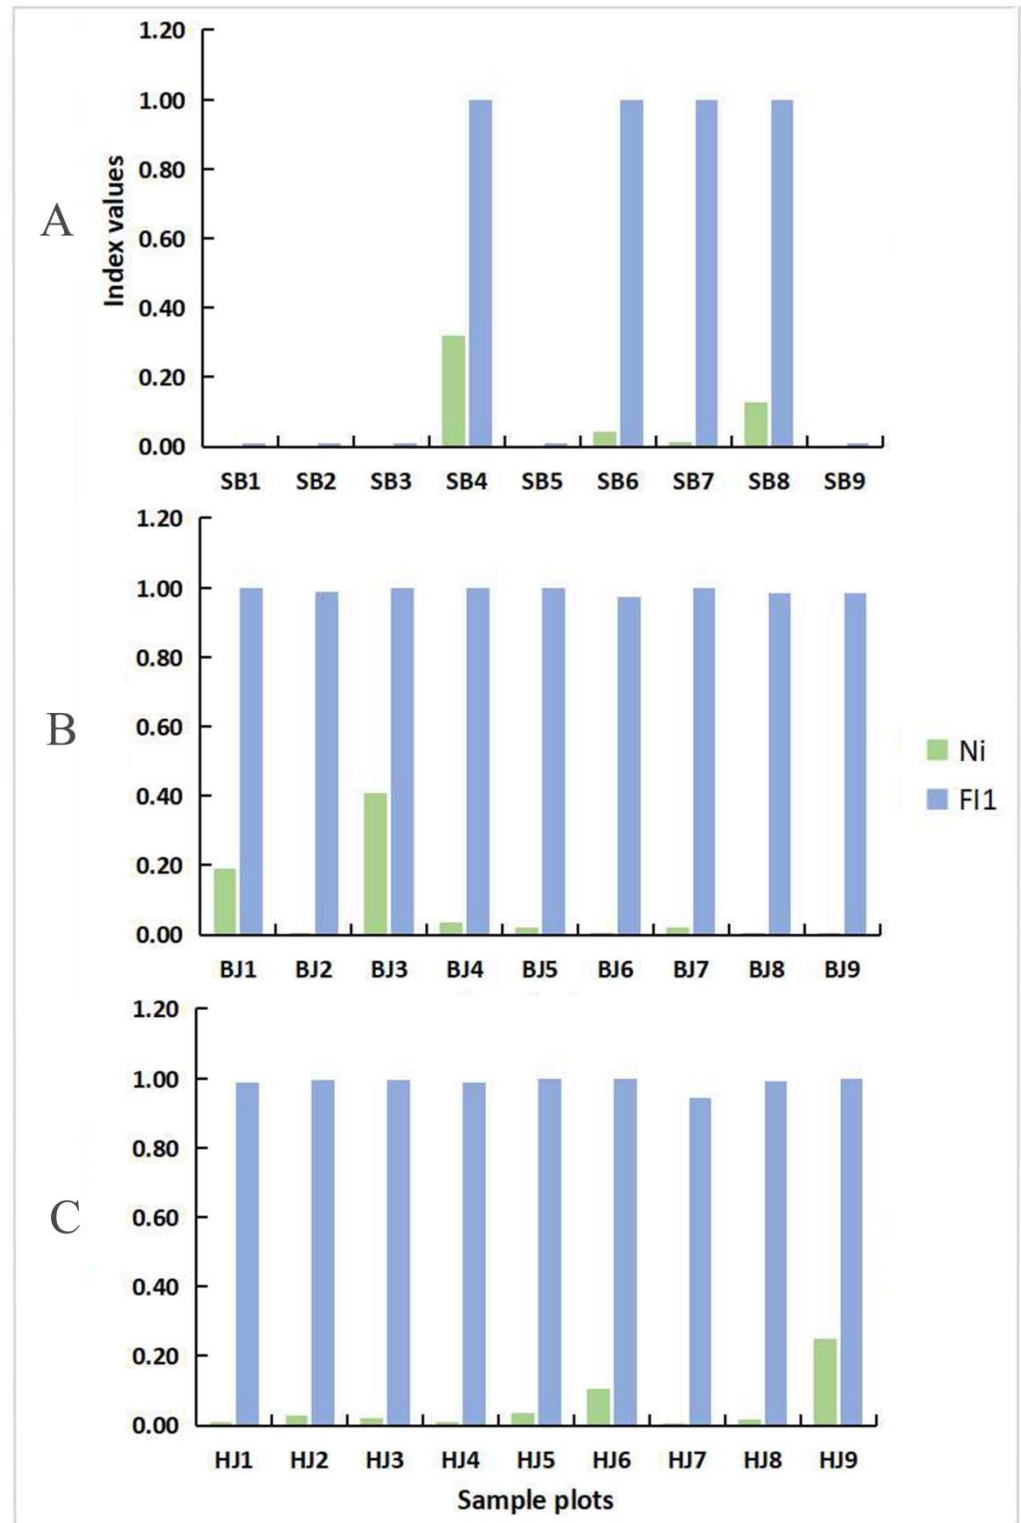 A
Index values
1.20
1.00
0.80
0.60
0.40
0.20
0.00
SB1 SB2 SB3 SB4 SB5 SB6 SB7 SB8 SB9
B
1.20
1.00
0.80
0.60
0.40
0.20
0.00
BJ1 BJ2 BJ3 BJ4 BJ5 BJ6 BJ7 BJ8 BJ9
Ni
FI1
C
1.20
1.00
0.80
0.60
0.40
0.20
0.00
HJ1 HJ2 HJ3 HJ4 HJ5 HJ6 HJ7 HJ8 HJ9
Sample plots